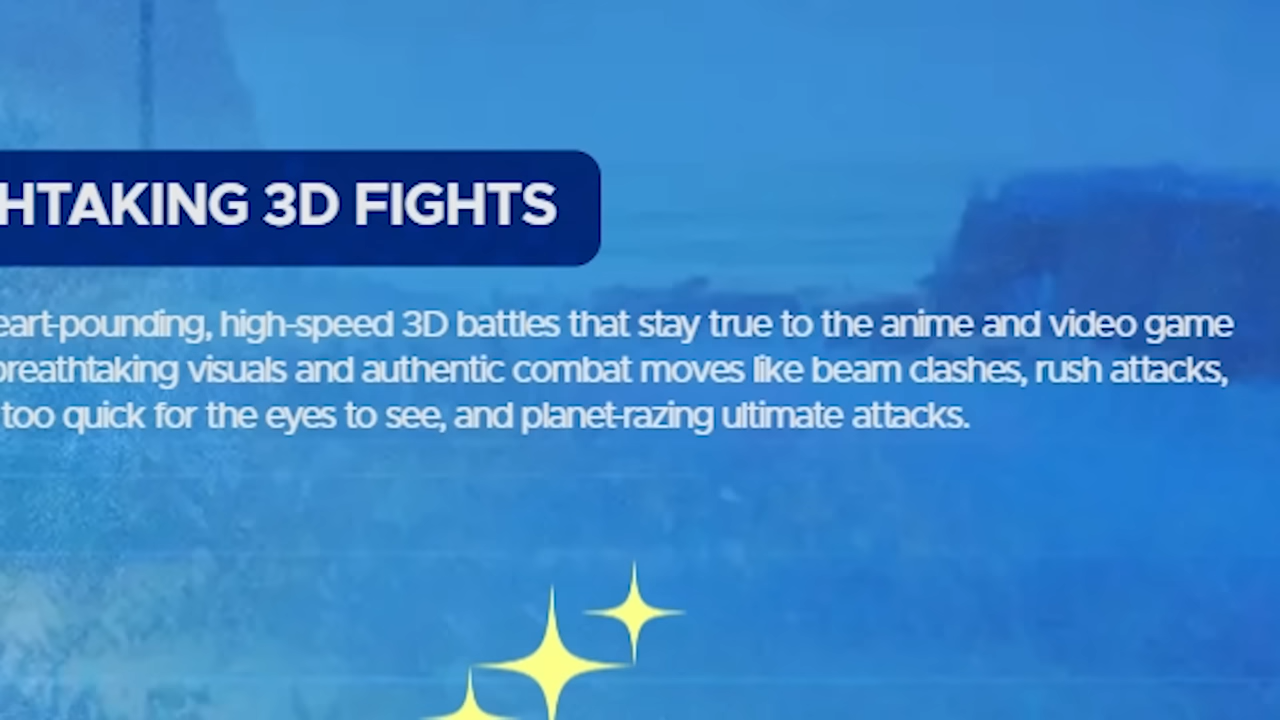 HTAKING 3D FIGHTS
eart-pounding, high-speed 3D battles that stay true to the anime and video game
breathtaking visuals and authentic combat moves like beam clashes, rush attacks,
too quick for the eyes to see, and planet-razing ultimate attacks.